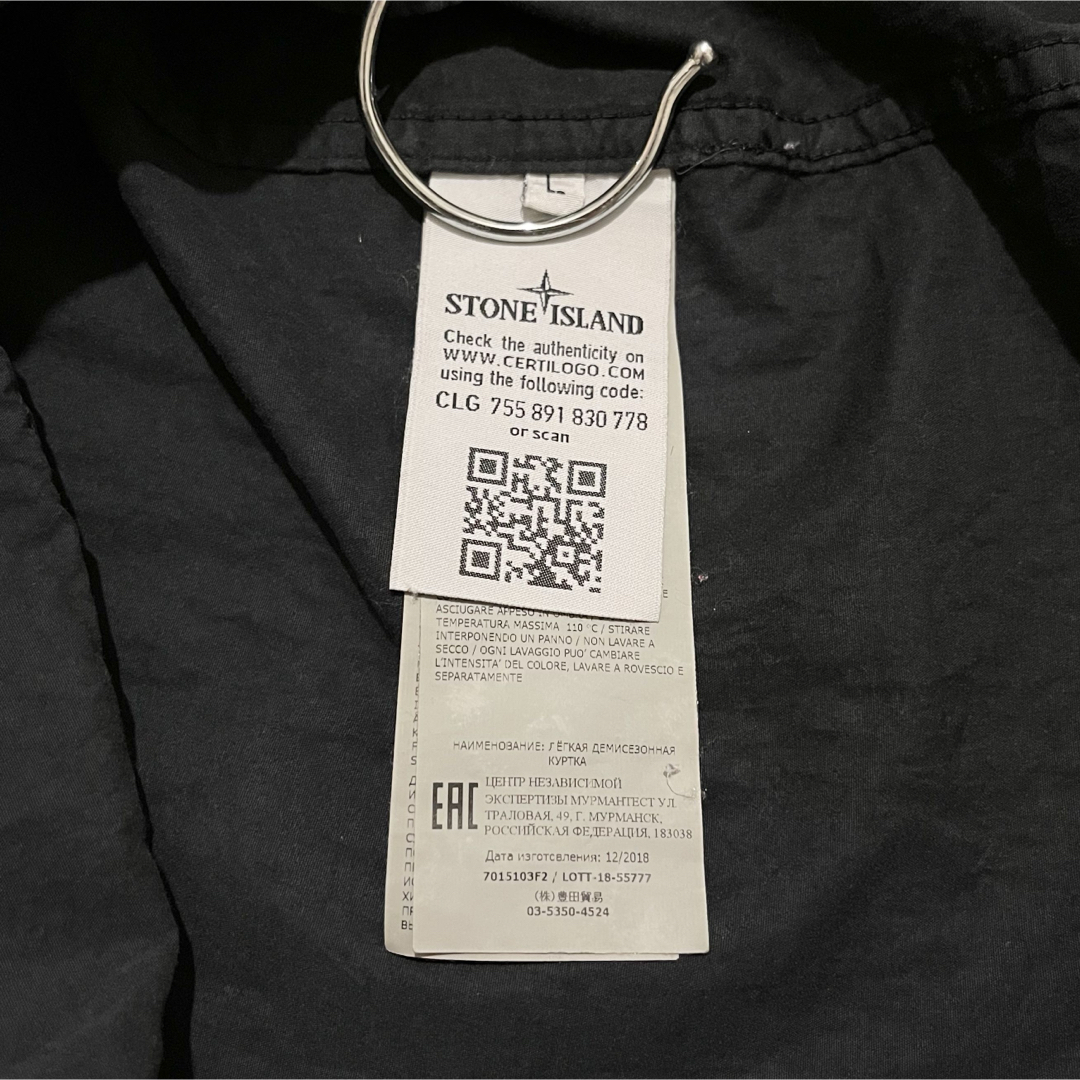 L
STONE ISLAND
Check the authenticity on
WWW.CERTILOGO.COM
using the following code:
CLG 755 891 830 778
or scan
ASCIUGARE APPESO IN
TEMPERATURA MASSIMA 110 °C / STIRARE
INTERPONENDO UN PANNO / NON LAVARE A
SECCO / OGNI LAVAGGIO PUO' CAMBIARE
L'INTENSITA' DEL COLORE, LAVARE A ROVESCIO E
SEPARATAMENTE
НАИМЕНОВАНИЕ: ЛЁГКАЯ ДЕМИСЕЗОННАЯ
КУРТКА
EAC
ЦЕНТР НЕЗАВИСИМОЙ
ЭКСПЕРТИЗЫ МУРМАНТЕСТ УЛ.
ТРАЛОВАЯ, 49, Г. МУРМАНСК,
РОССИЙСКАЯ ФЕДЕРАЦИЯ, 183038
Дата изготовления: 12/2018
7015103F2 / LOTT-18-55777
(株)豊田貿易
03-5350-4524